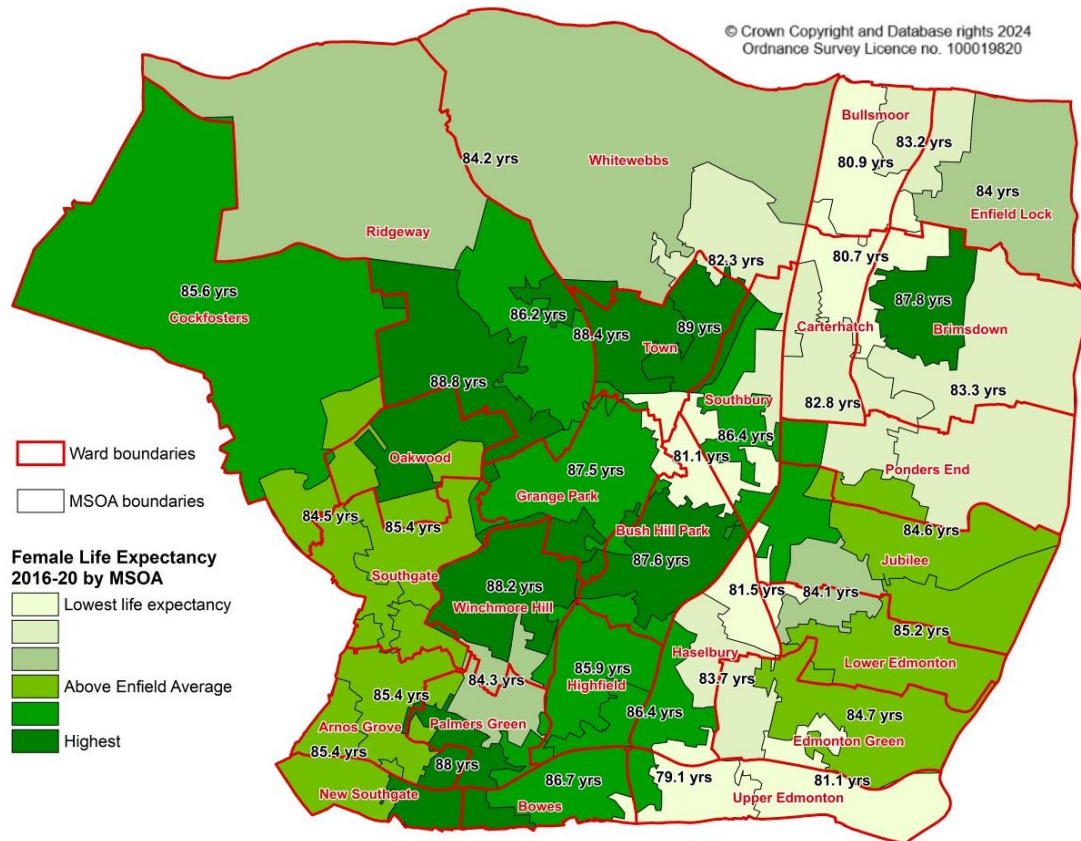 © Crown Copyright and Database rights 2024
Ordnance Survey Licence no. 100019820
Bullsmoor
83.2 yrs
80.9 yrs
84.2 yrs
Whitewebbs
84 yrs
Enfield Lock
Ridgeway
82.3 yrs
80.7 yrs
85.6 yrs
Cockfosters
86.2 yrs
87.8 yrs
88.4 yrs
89 yrs
Town
Carterhatch
Brimsdown
88.8 yrs
83.3 yrs
82.8 yrs
Southbury
86.4 yrs
Oakwood
81.1 yrs
87.5 yrs
Grange Park
Ponders End
84.5 yrs
85.4 yrs
84.6 yrs
Bush Hill Park
87.6 yrs
Jubilee
Southgate
88.2 yrs
Winchmore Hill
81.5 yrs
84.1 yrs
85.2 yrs
Haselbury
Lower Edmonton
85.9 yrs
Highfield
84.3 yrs
83.7 yrs
85.4 yrs
Arnos Grove
Palmers Green
86.4 yrs
84.7 yrs
Edmonton Green
85.4 yrs
88 yrs
86.7 yrs
79.1 yrs
81.1 yrs
New Southgate
Bowes
Upper Edmonton
Ward boundaries
MSOA boundaries
Female Life Expectancy
2016-20 by MSOA
Lowest life expectancy
Above Enfield Average
Highest